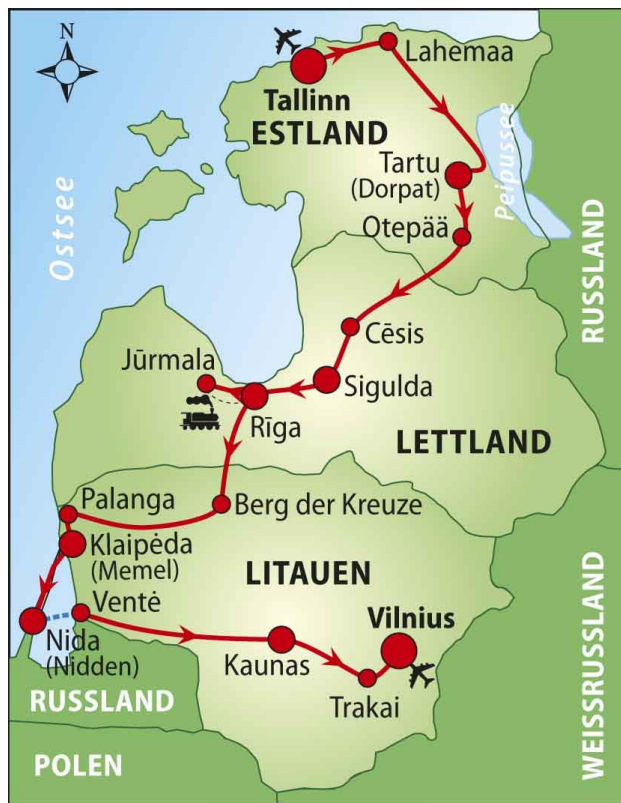 N
Lahemaa
Tallinn
ESTLAND
Ostsee
Peipussee
Tartu
(Dorpat)
Otepää
RUSSLAND
Cēsis
Jūrmala
Sigulda
Rīga
LETTLAND
Palanga
Berg der Kreuze
Klaipėda
(Memel)
LITAUEN
Ventė
Vilnius
Nida
(Nidden)
Kaunas
Trakai
RUSSLAND
WEISSRUSSLAND
POLEN